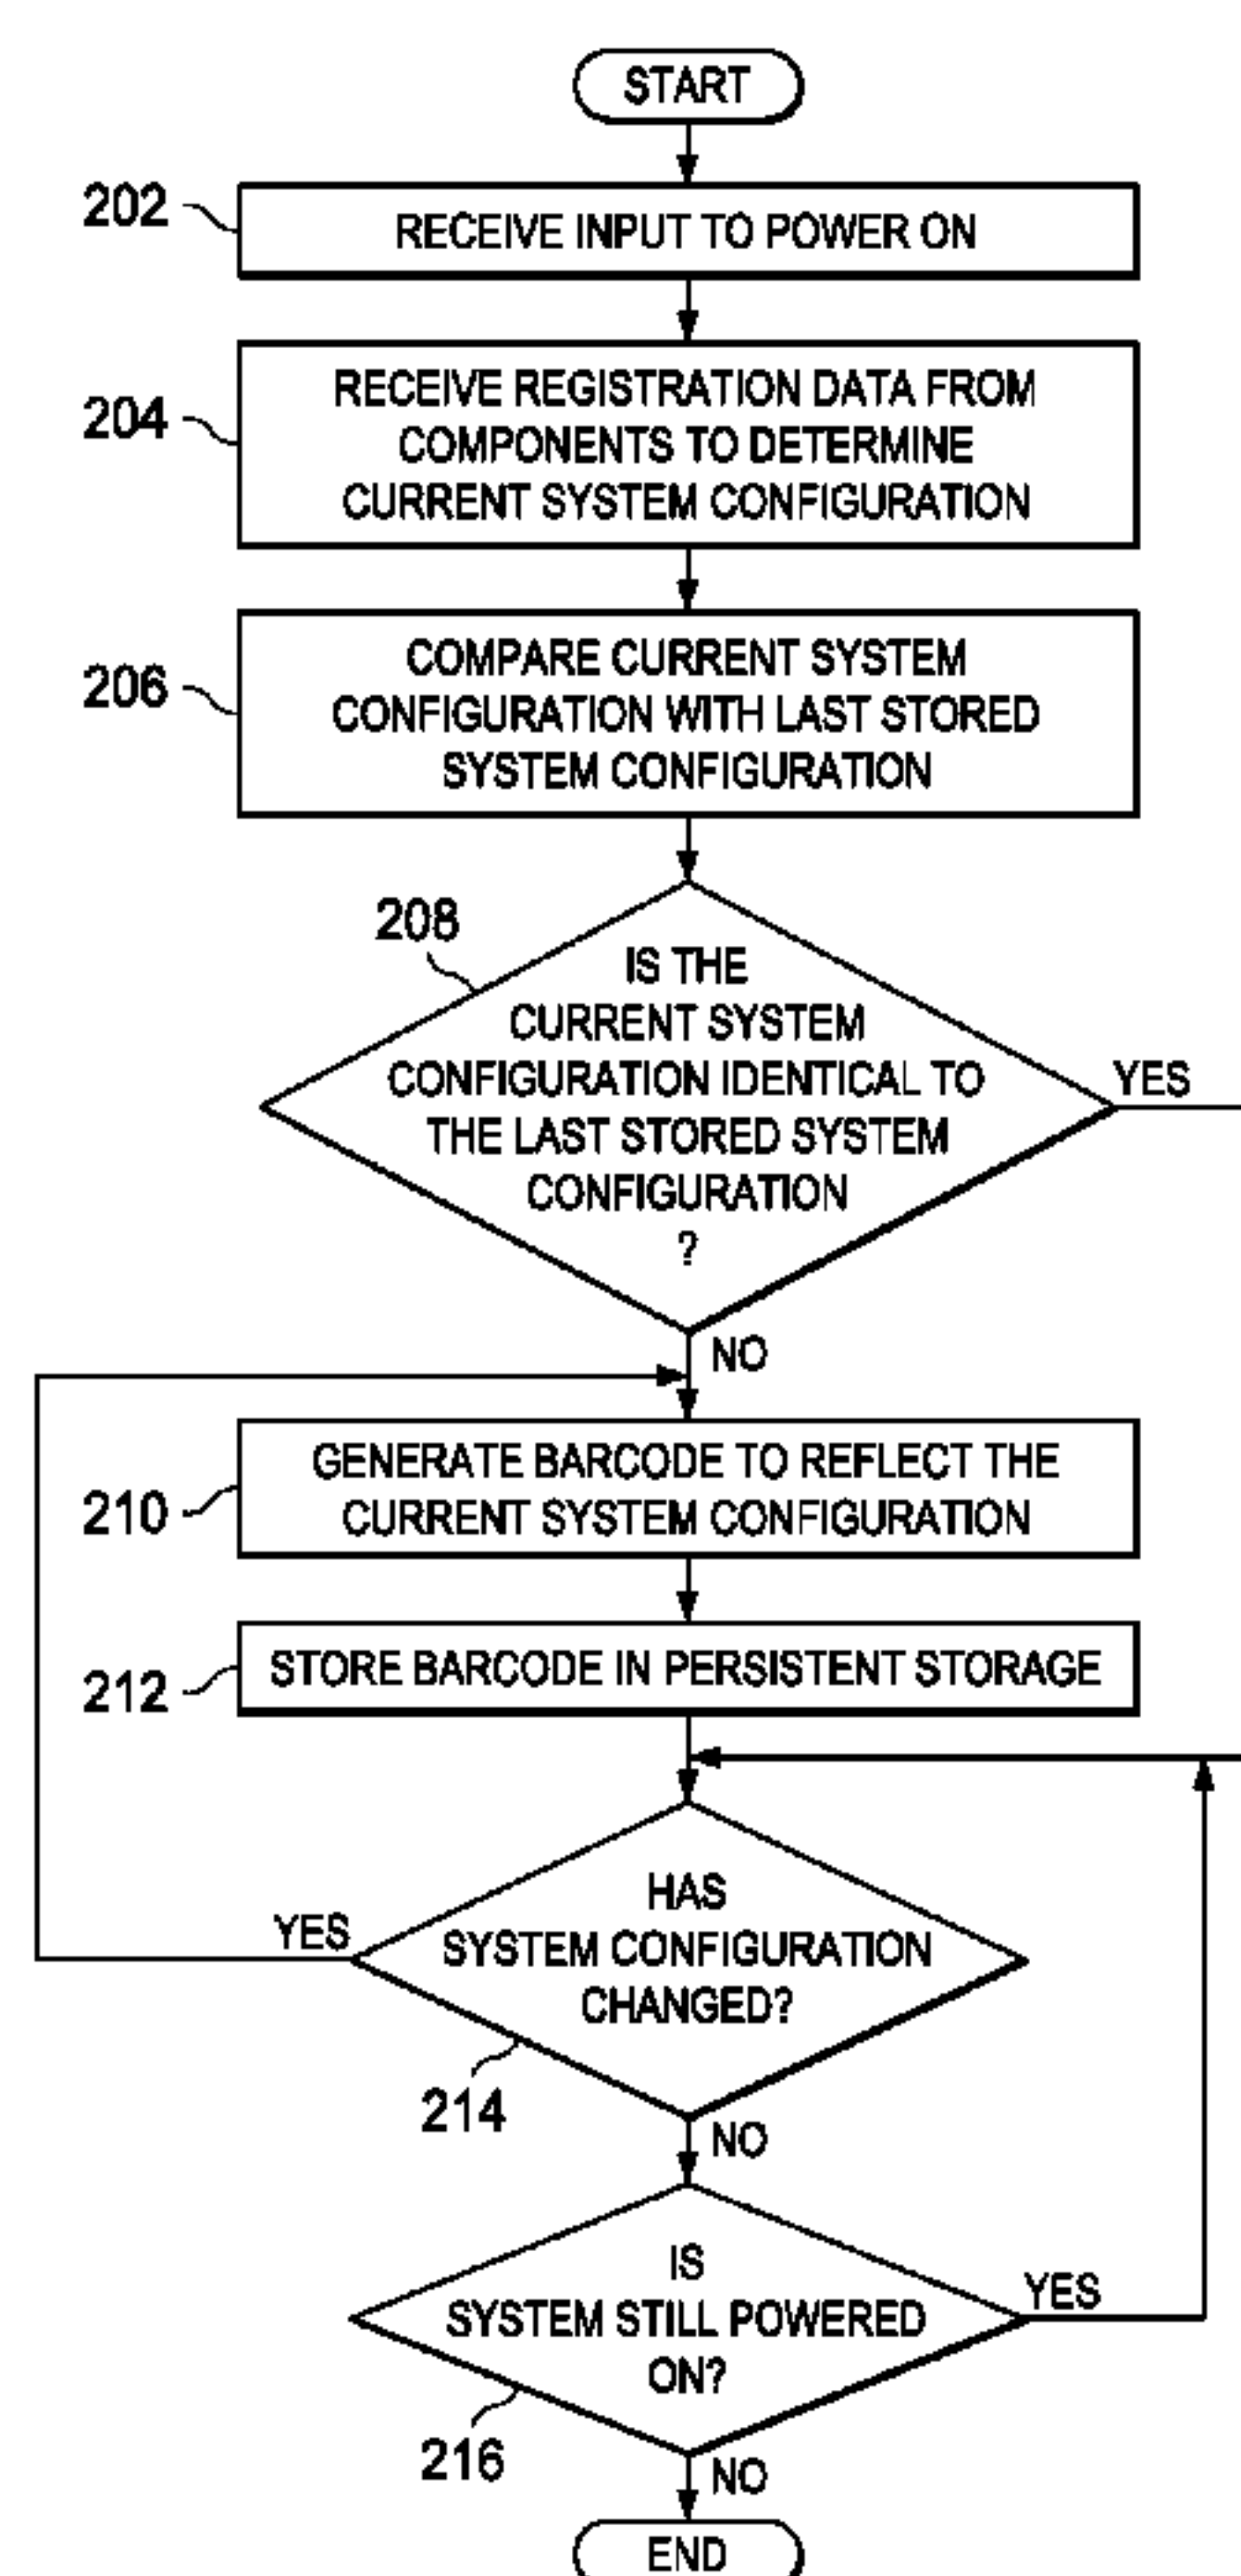 START
202
RECEIVE INPUT TO POWER ON
204
RECEIVE REGISTRATION DATA FROM
COMPONENTS TO DETERMINE
CURRENT SYSTEM CONFIGURATION
206
COMPARE CURRENT SYSTEM
CONFIGURATION WITH LAST STORED
SYSTEM CONFIGURATION
208
IS THE
CURRENT SYSTEM
CONFIGURATION IDENTICAL TO
THE LAST STORED SYSTEM
CONFIGURATION
?
YES
NO
210
GENERATE BARCODE TO REFLECT THE
CURRENT SYSTEM CONFIGURATION
212
STORE BARCODE IN PERSISTENT STORAGE
HAS
SYSTEM CONFIGURATION
CHANGED?
YES
214
NO
IS
SYSTEM STILL POWERED
ON?
YES
216
NO
END